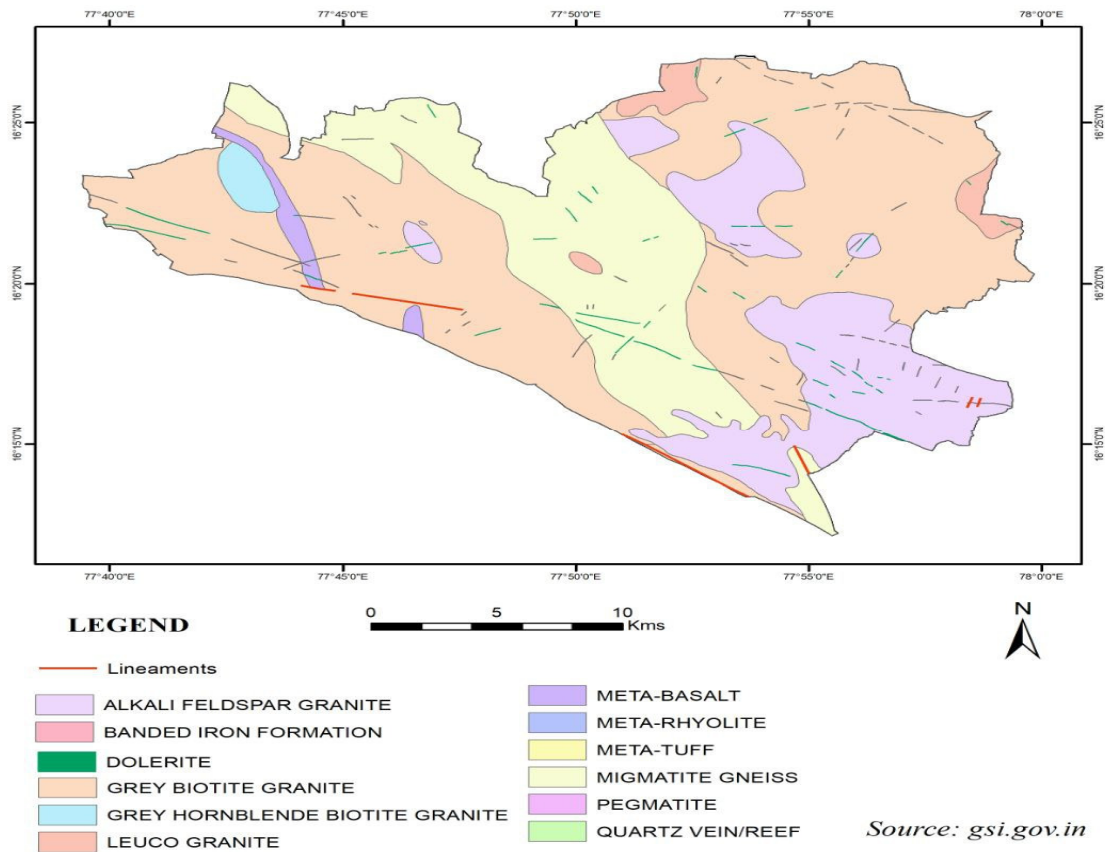 77°40'0"E 77°45'0"E 77°50'0"E 77°55'0"E 78°0'0"E
16°25'0"N 16°25'0"N
16°20'0"N 16°20'0"N
16°15'0"N 16°15'0"N
77°40'0"E 77°45'0"E 77°50'0"E 77°55'0"E 78°0'0"E
LEGEND
0 5 10
Kms
N
Lineaments
ALKALI FELDSPAR GRANITE
BANDED IRON FORMATION
DOLERITE
GREY BIOTITE GRANITE
GREY HORNBLENDE BIOTITE GRANITE
LEUCO GRANITE
META-BASALT
META-RHYOLITE
META-TUFF
MIGMATITE GNEISS
PEGMATITE
QUARTZ VEIN/REEF
Source: gsi.gov.in